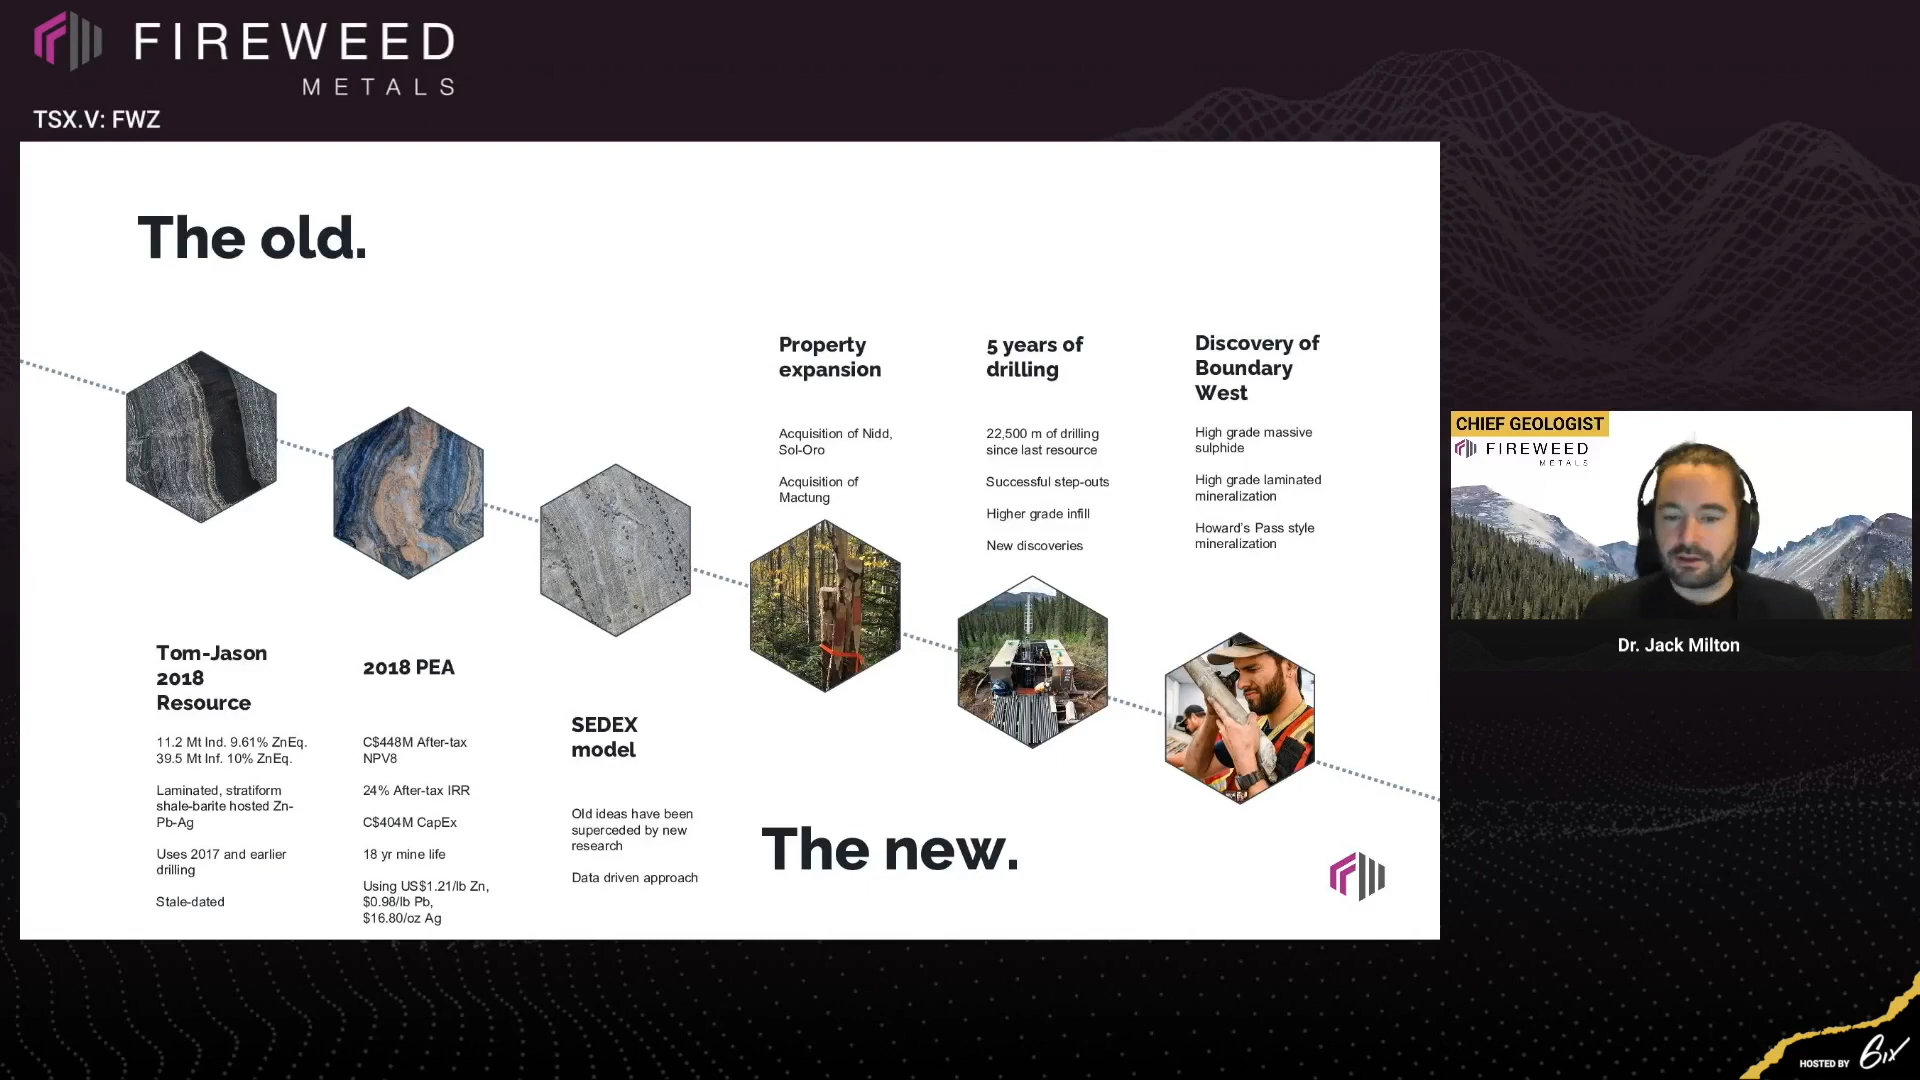 FIREWEED
METALS
TSX.V: FWZ
The old.
Tom-Jason
2018
Resource
11.2 Mt Ind. 9.61% ZnEq.
39.5 Mt Inf. 10% ZnEq.
Laminated, stratiform
shale-barite hosted Zn-
Pb-Ag
Uses 2017 and earlier
drilling
Stale-dated
2018 PEA
C$448M After-tax
NPV8
24% After-tax IRR
C$404M CapEx
18 yr mine life
Using US$1.21/lb Zn,
$0.98/lb Pb,
$16.80/oz Ag
SEDEX
model
Old ideas have been
superceded by new
research
Data driven approach
Property
expansion
Acquisition of Nidd,
Sol-Oro
Acquisition of
Mactung
5 years of
drilling
22,500 m of drilling
since last resource
Successful step-outs
Higher grade infill
New discoveries
Discovery of
Boundary
West
High grade massive
sulphide
High grade laminated
mineralization
Howard's Pass style
mineralization
The new.
CHIEF GEOLOGIST
FIREWEED
METALS
Dr. Jack Milton
HOSTED BY 6ix